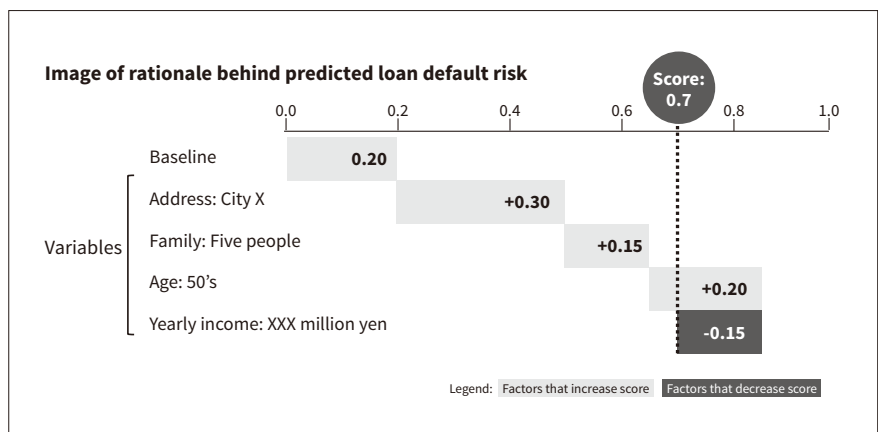 Image of rationale behind predicted loan default risk
Score:
0.7
0.0 0.2 0.4 0.6 0.8 1.0
Baseline 0.20
Address: City X +0.30
Variables
Family: Five people +0.15
Age: 50’s +0.20
Yearly income: XXX million yen -0.15
Legend: Factors that increase score Factors that decrease score